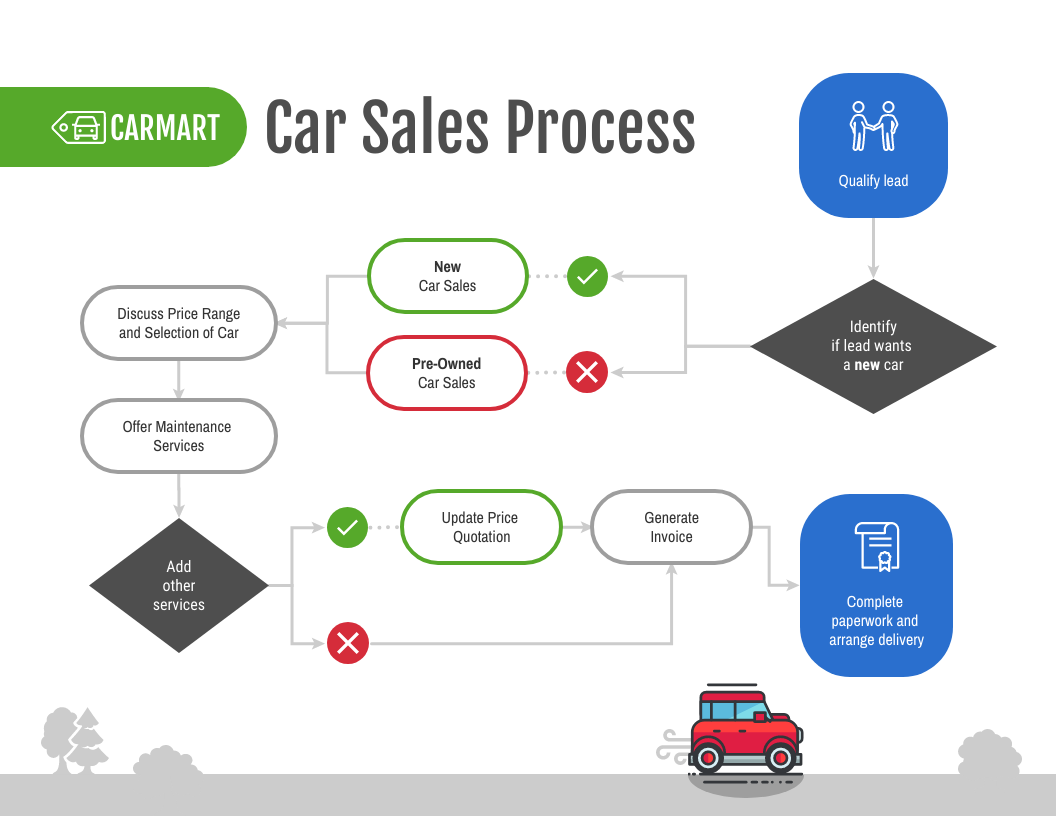 CARMART
Car Sales Process
Qualify lead
Identify
if lead wants
a new car
New
Car Sales
Pre-Owned
Car Sales
Discuss Price Range
and Selection of Car
Offer Maintenance
Services
Add
other
services
Update Price
Quotation
Generate
Invoice
Complete
paperwork and
arrange delivery